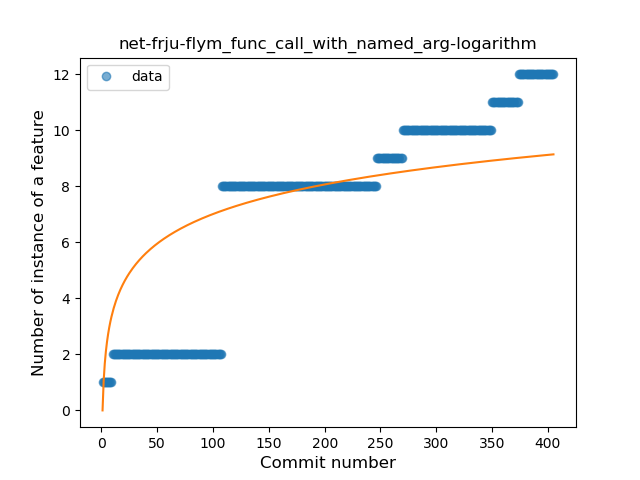 net-frju-flym_func_call_with_named_arg-logarithm
data
Number of instance of a feature
12
10
8
6
4
2
0
0 50 100 150 200 250 300 350 400
Commit number